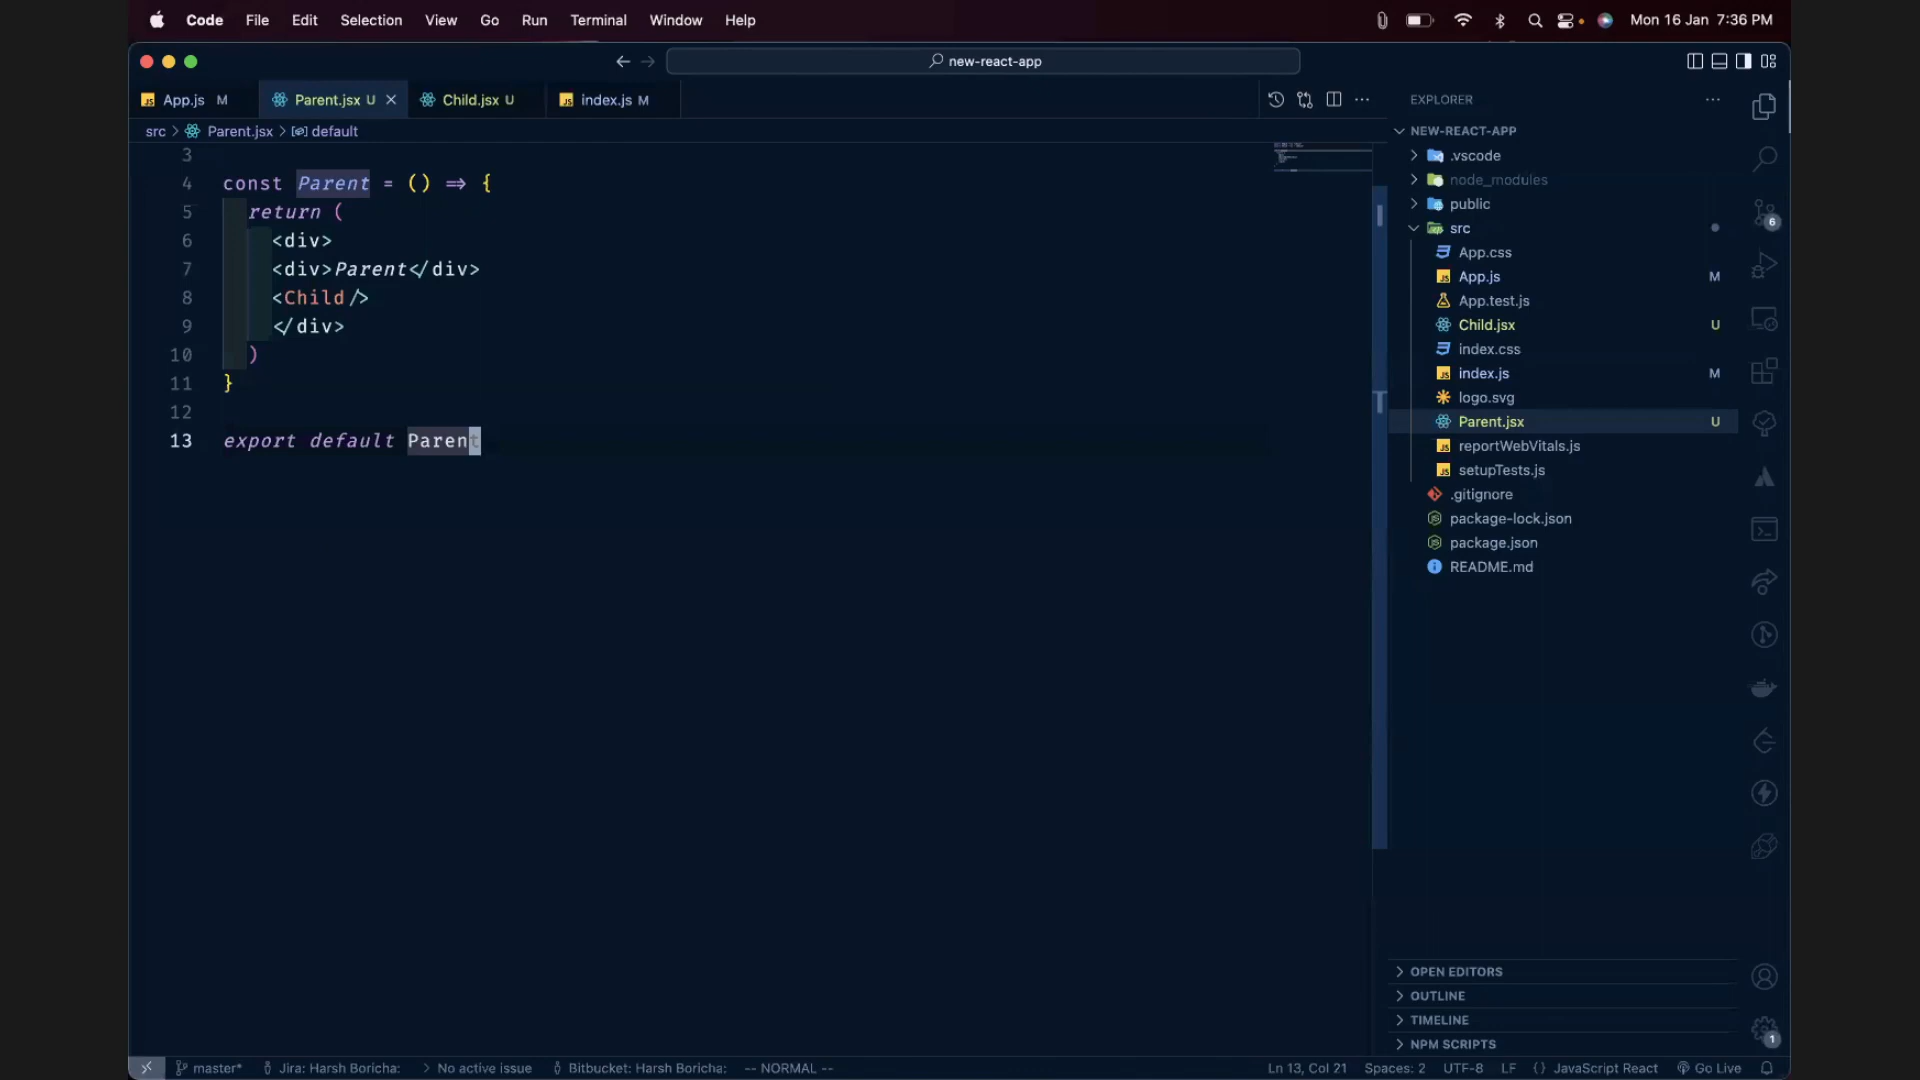 Code File Edit Selection View Go Run Terminal Window Help Mon 16 Jan 7:36 PM
new-react-app
App.js M Parent.jsx U Child.jsx U index.js M
src > Parent.jsx > default
3
4 const Parent = () => {
5 return (
6 <div>
7 <div>Parent</div>
8 <Child/>
9 </div>
10 )
11 }
12
13 export default Parent
EXPLORER
NEW-REACT-APP
.vscode
node_modules
public
src
App.css
App.js M
App.test.js
Child.jsx U
index.css
index.js M
logo.svg
Parent.jsx U
reportWebVitals.js
setupTests.js
.gitignore
package-lock.json
package.json
README.md
OPEN EDITORS
OUTLINE
TIMELINE
NPM SCRIPTS
6
1
master* Jira: Harsh Boricha: > No active issue Bitbucket: Harsh Boricha: -- NORMAL -- Ln 13, Col 21 Spaces: 2 UTF-8 LF {} JavaScript React Go Live